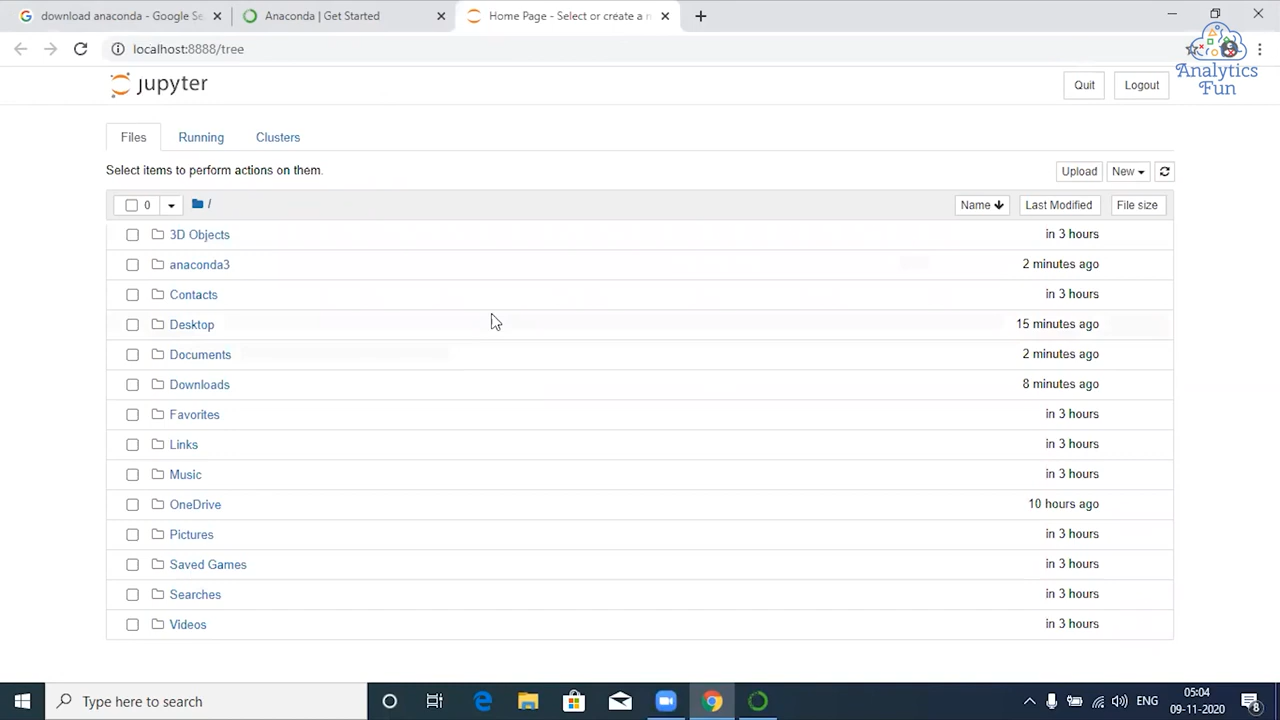 download anaconda - Google Se
Anaconda | Get Started
Home Page - Select or create a n
localhost:8888/tree
Analytics
Fun
jupyter
Quit
Logout
Files
Running
Clusters
Select items to perform actions on them.
Upload
New
0
/
Name
Last Modified
File size
3D Objects
in 3 hours
anaconda3
2 minutes ago
Contacts
in 3 hours
Desktop
15 minutes ago
Documents
2 minutes ago
Downloads
8 minutes ago
Favorites
in 3 hours
Links
in 3 hours
Music
in 3 hours
OneDrive
10 hours ago
Pictures
in 3 hours
Saved Games
in 3 hours
Searches
in 3 hours
Videos
in 3 hours
Type here to search
ENG
05:04
09-11-2020
8